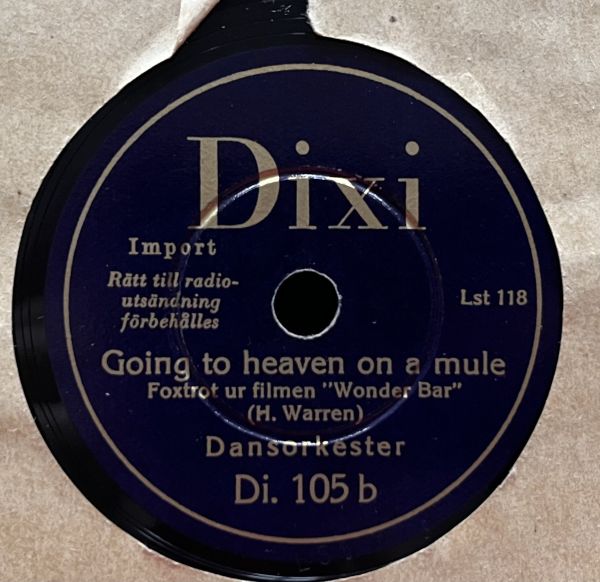 Dixi
Import
Rätt till radio-
utsändning
förbehålles
Lst 118
Going to heaven on a mule
Foxtrot ur filmen "Wonder Bar"
(H. Warren)
Dansorkester
Di. 105 b